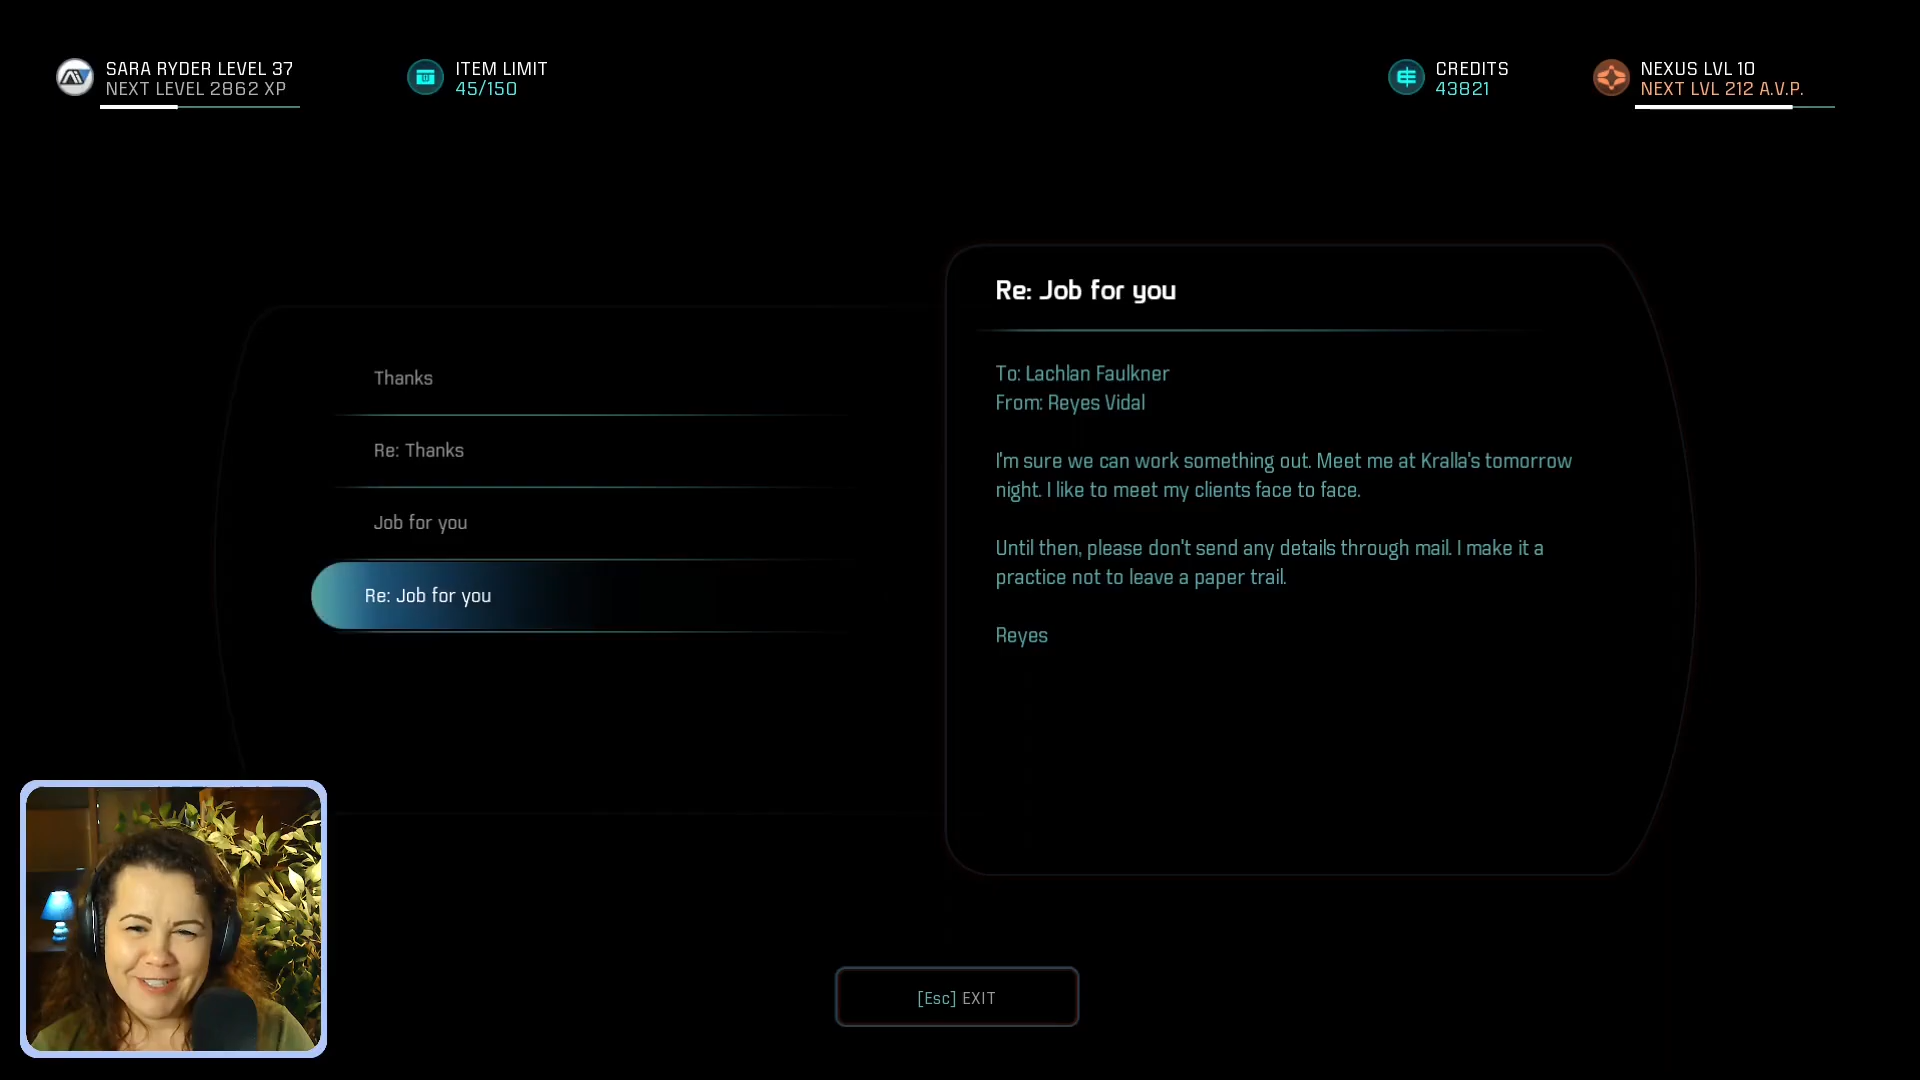 SARA RYDER LEVEL 37
NEXT LEVEL 2862 XP
ITEM LIMIT
45/150
CREDITS
43821
NEXUS LVL 10
NEXT LVL 212 A.V.P.
Thanks
Re: Thanks
Job for you
Re: Job for you
Re: Job for you
To: Lachlan Faulkner
From: Reyes Vidal
I'm sure we can work something out. Meet me at Kralla's tomorrow
night. I like to meet my clients face to face.
Until then, please don't send any details through mail. I make it a
practice not to leave a paper trail.
Reyes
[Esc] EXIT